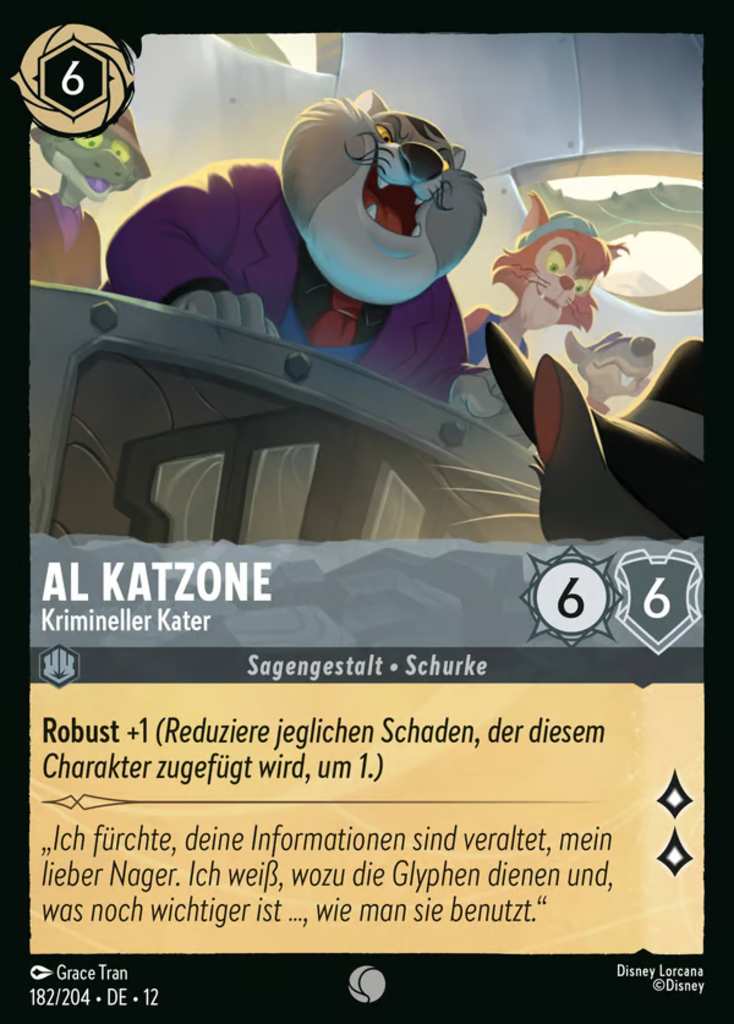 6
AL KATZONE
Krimineller Kater
6
6
Sagengestalt • Schurke
Robust +1 (Reduziere jeglichen Schaden, der diesem
Charakter zugefügt wird, um 1.)
„Ich fürchte, deine Informationen sind veraltet, mein
lieber Nager. Ich weiß, wozu die Glyphen dienen und,
was noch wichtiger ist …, wie man sie benutzt.“
Grace Tran
Disney Lorcana
182/204 • DE • 12
©Disney